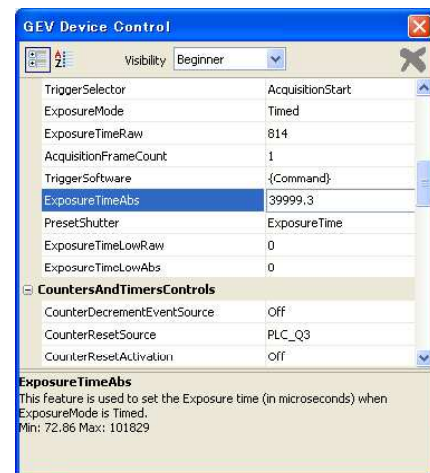 GEV Device Control
Visibility Beginner
TriggerSelector AcquisitionStart
ExposureMode Timed
ExposureTimeRaw 814
AcquisitionFrameCount 1
TriggerSoftware {Command}
ExposureTimeAbs 39999.3
PresetShutter ExposureTime
ExposureTimeLowRaw 0
ExposureTimeLowAbs 0
CountersAndTimersControls
CounterDecrementEventSource Off
CounterResetSource PLC_Q3
CounterResetActivation Off
ExposureTimeAbs
This feature is used to set the Exposure time (in microseconds) when
ExposureMode is Timed.
Min: 72.86 Max: 101829